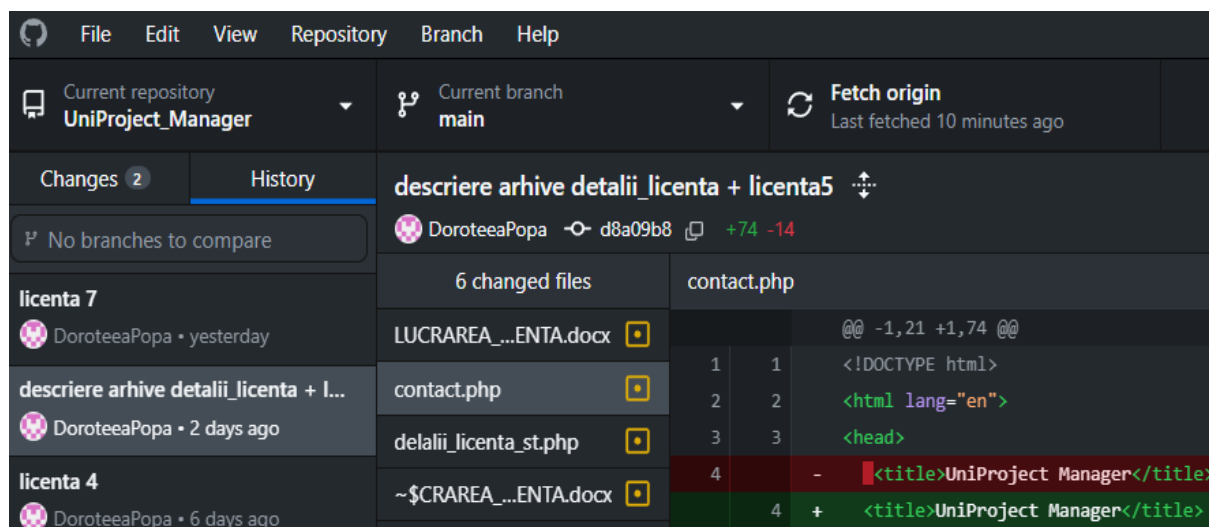 File Edit View Repository Branch Help
Current repository
UniProject_Manager
Current branch
main
Fetch origin
Last fetched 10 minutes ago
Changes 2 History
No branches to compare
licenta 7
DoroteeaPopa • yesterday
descriere arhive detalii_licenta + l...
DoroteeaPopa • 2 days ago
licenta 4
DoroteeaPopa • 6 days ago
descriere arhive detalii_licenta + licenta5
DoroteeaPopa d8a09b8 +74 -14
6 changed files
LUCRAREA_...ENTA.docx
contact.php
delalii_licenta_st.php
~$CRAREA_...ENTA.docx
contact.php
@@ -1,21 +1,74 @@
1 1 <!DOCTYPE html>
2 2 <html lang="en">
3 3 <head>
4 - <title>UniProject Manager</title>
4 + <title>UniProject Manager</title>